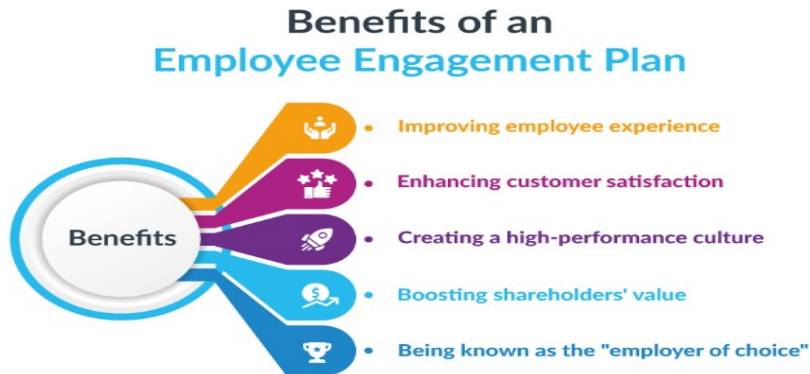 Benefits of an
Employee Engagement Plan
Benefits
• Improving employee experience
• Enhancing customer satisfaction
• Creating a high-performance culture
$
• Boosting shareholders' value
• Being known as the "employer of choice"